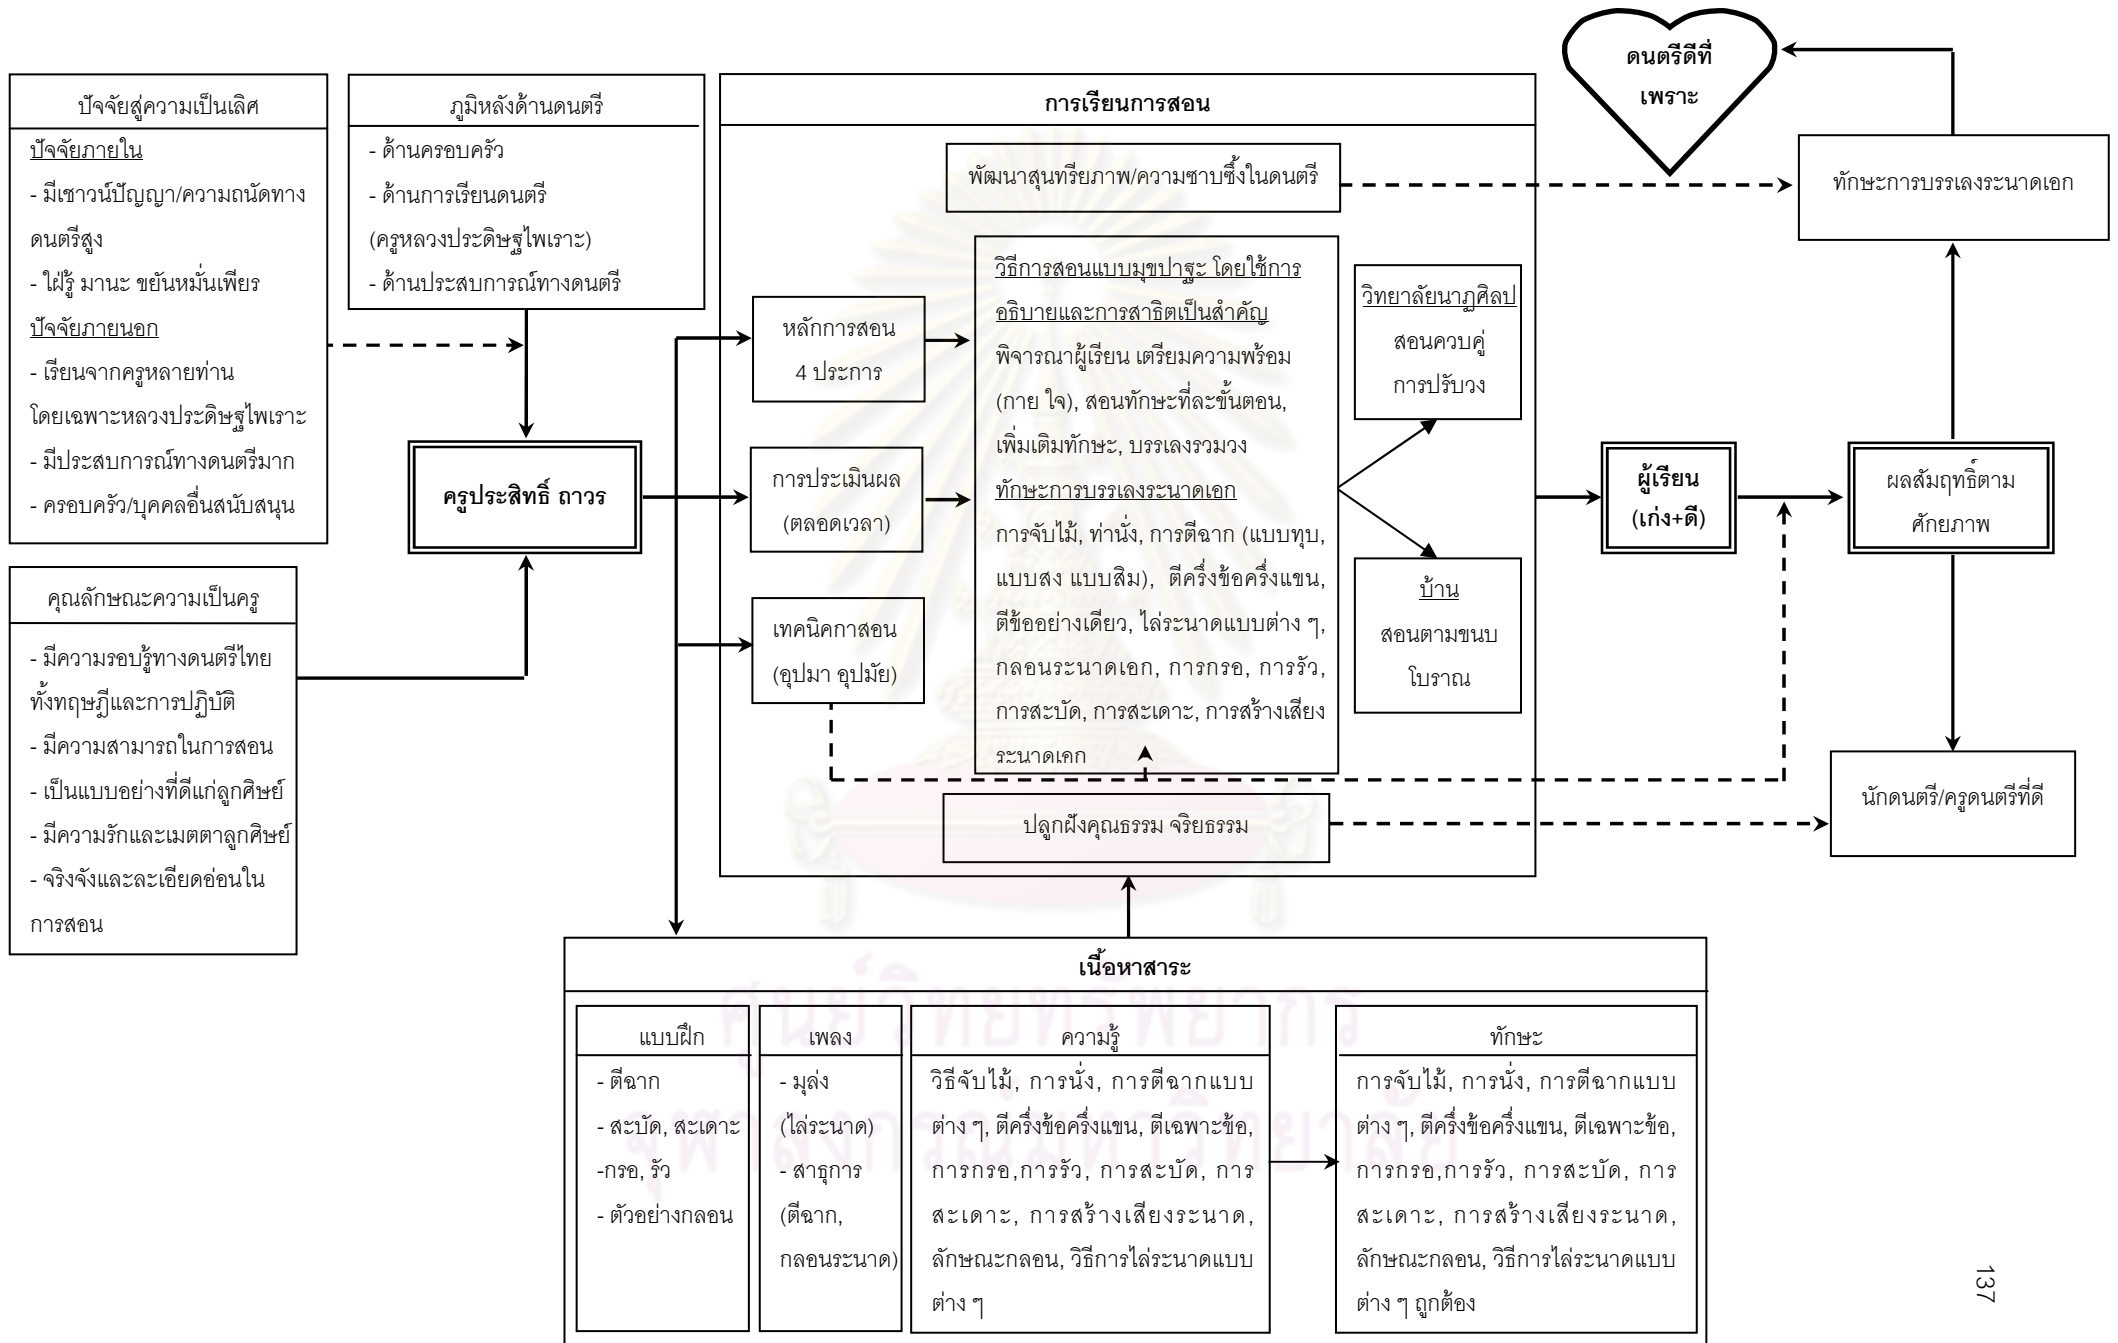 ดนตรีดีที่
เพราะ
ปัจจัยสู่ความเป็นเลิศ
ปัจจัยภายใน
- มีเชาวน์ปัญญา/ความถนัดทาง
ดนตรีสูง
- ใฝ่รู้ มานะ ขยันหมั่นเพียร
ปัจจัยภายนอก
- เรียนจากครูหลายท่าน
โดยเฉพาะหลวงประดิษฐไพเราะ
- มีประสบการณ์ทางดนตรีมาก
- ครอบครัว/บุคคลอื่นสนับสนุน
ภูมิหลังด้านดนตรี
- ด้านครอบครัว
- ด้านการเรียนดนตรี
(ครูหลวงประดิษฐไพเราะ)
- ด้านประสบการณ์ทางดนตรี
คุณลักษณะความเป็นครู
- มีความรอบรู้ทางดนตรีไทย
ทั้งทฤษฎีและการปฏิบัติ
- มีความสามารถในการสอน
- เป็นแบบอย่างที่ดีแก่ลูกศิษย์
- มีความรักและเมตตาลูกศิษย์
- จริงจังและละเอียดอ่อนใน
การสอน
ครูประสิทธิ์ ถาวร
การเรียนการสอน
พัฒนาสุนทรียภาพ/ความซาบซึ้งในดนตรี
หลักการสอน
4 ประการ
การประเมินผล
(ตลอดเวลา)
เทคนิคกาสอน
(อุปมา อุปมัย)
วิธีการสอนแบบมุขปาฐะ โดยใช้การ
อธิบายและการสาธิตเป็นสำคัญ
พิจารณาผู้เรียน เตรียมความพร้อม
(กาย ใจ), สอนทักษะที่ละขั้นตอน,
เพิ่มเติมทักษะ, บรรเลงรวมวง
ทักษะการบรรเลงระนาดเอก
การจับไม้, ท่านั่ง, การตีฉาก (แบบทุบ,
แบบสง แบบสิม), ตีครึ่งข้อครึ่งแขน,
ตีข้ออย่างเดียว, ไล่ระนาดแบบต่าง ๆ,
กลอนระนาดเอก, การกรอ, การรัว,
การสะบัด, การสะเดาะ, การสร้างเสียง
ระนาดเอก
วิทยาลัยนาฏศิลป
สอนควบคู่
การปรับวง
บ้าน
สอนตามขนบ
โบราณ
ปลูกฝังคุณธรรม จริยธรรม
ผู้เรียน
(เก่ง+ดี)
ผลสัมฤทธิ์ตาม
ศักยภาพ
ทักษะการบรรเลงระนาดเอก
นักดนตรี/ครูดนตรีที่ดี
เนื้อหาสาระ
แบบฝึก
- ตีฉาก
- สะบัด, สะเดาะ
-กรอ, รัว
- ตัวอย่างกลอน
เพลง
- มุล่ง
(ไล่ระนาด)
- สาธุการ
(ตีฉาก,
กลอนระนาด)
ความรู้
วิธีจับไม้, การนั่ง, การตีฉากแบบ
ต่าง ๆ, ตีครึ่งข้อครึ่งแขน, ตีเฉพาะข้อ,
การกรอ,การรัว, การสะบัด, การ
สะเดาะ, การสร้างเสียงระนาด,
ลักษณะกลอน, วิธีการไล่ระนาดแบบ
ต่าง ๆ
ทักษะ
การจับไม้, การนั่ง, การตีฉากแบบ
ต่าง ๆ, ตีครึ่งข้อครึ่งแขน, ตีเฉพาะข้อ,
การกรอ,การรัว, การสะบัด, การ
สะเดาะ, การสร้างเสียงระนาด,
ลักษณะกลอน, วิธีการไล่ระนาดแบบ
ต่าง ๆ ถูกต้อง
ศูนย์วิทยทรัพยากร
จุฬาลงกรณ์มหาวิทยาลัย
137